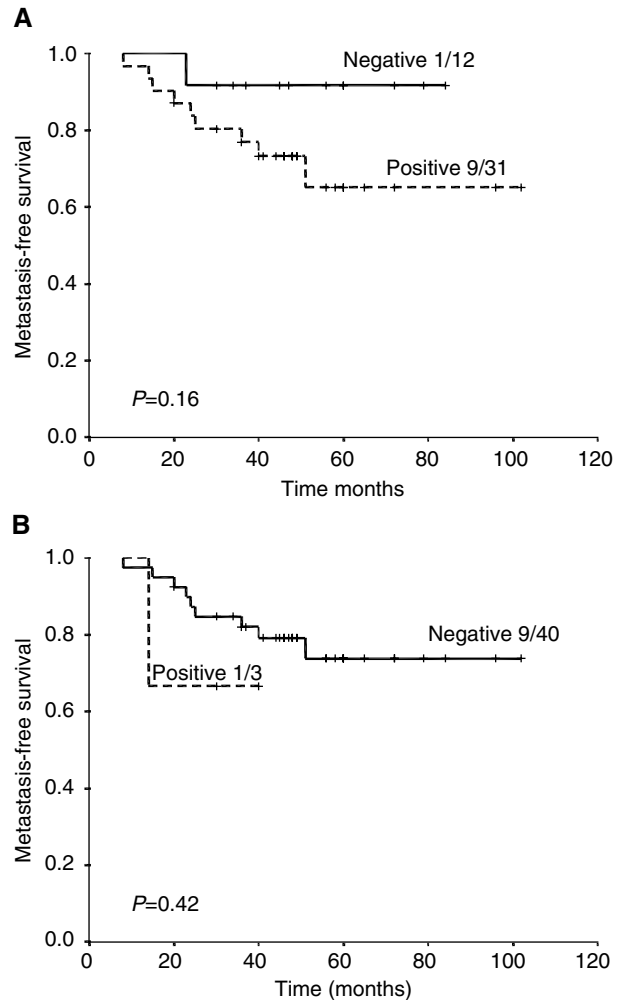 A
1.0
0.8
0.6
0.4
0.2
0.0
Metastasis-free survival
Negative 1/12
Positive 9/31
P=0.16
0 20 40 60 80 100 120
Time months
B
1.0
0.8
0.6
0.4
0.2
0.0
Metastasis-free survival
Negative 9/40
Positive 1/3
P=0.42
0 20 40 60 80 100 120
Time (months)